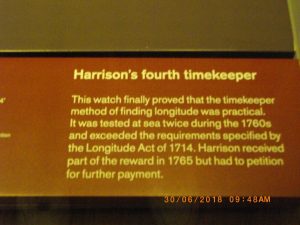 Harrison's fourth timekeeper
This watch finally proved that the timekeeper
method of finding longitude was practical.
It was tested at sea twice during the 1760s
and exceeded the requirements specified by
the Longitude Act of 1714. Harrison received
part of the reward in 1765 but had to petition
for further payment.
30/06/2018 09:48AM